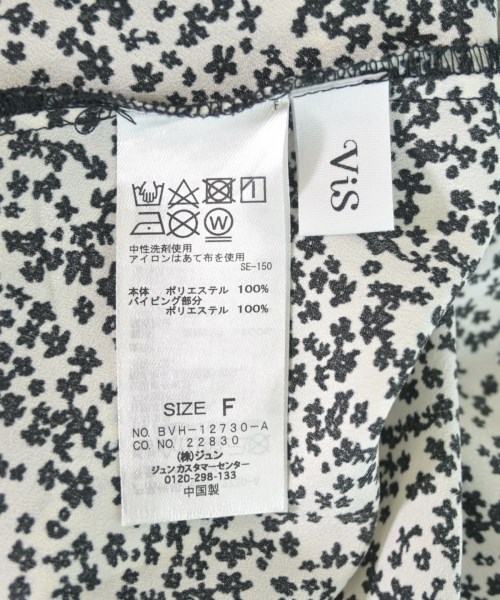 ViS
中性洗剤使用
アイロンはあて布を使用
SE-150
本体 ポリエステル 100%
パイピング部分
ポリエステル 100%
SIZE F
NO. BVH-12730-A
CO. NO. 22830
(株)ジュン
ジュンカスタマーセンター
0120-298-133
中国製